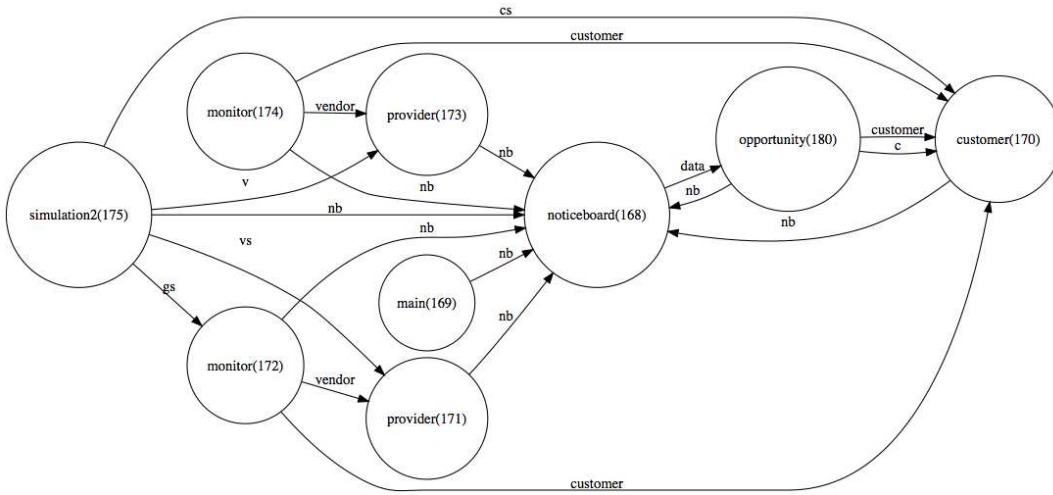 cs
customer
monitor(174)
vendor
provider(173)
opportunity(180)
customer
c
customer(170)
nb
data
nb
v
nb
simulation2(175)
nb
noticeboard(168)
nb
nb
vs
nb
gs
main(169)
nb
monitor(172)
vendor
provider(171)
customer